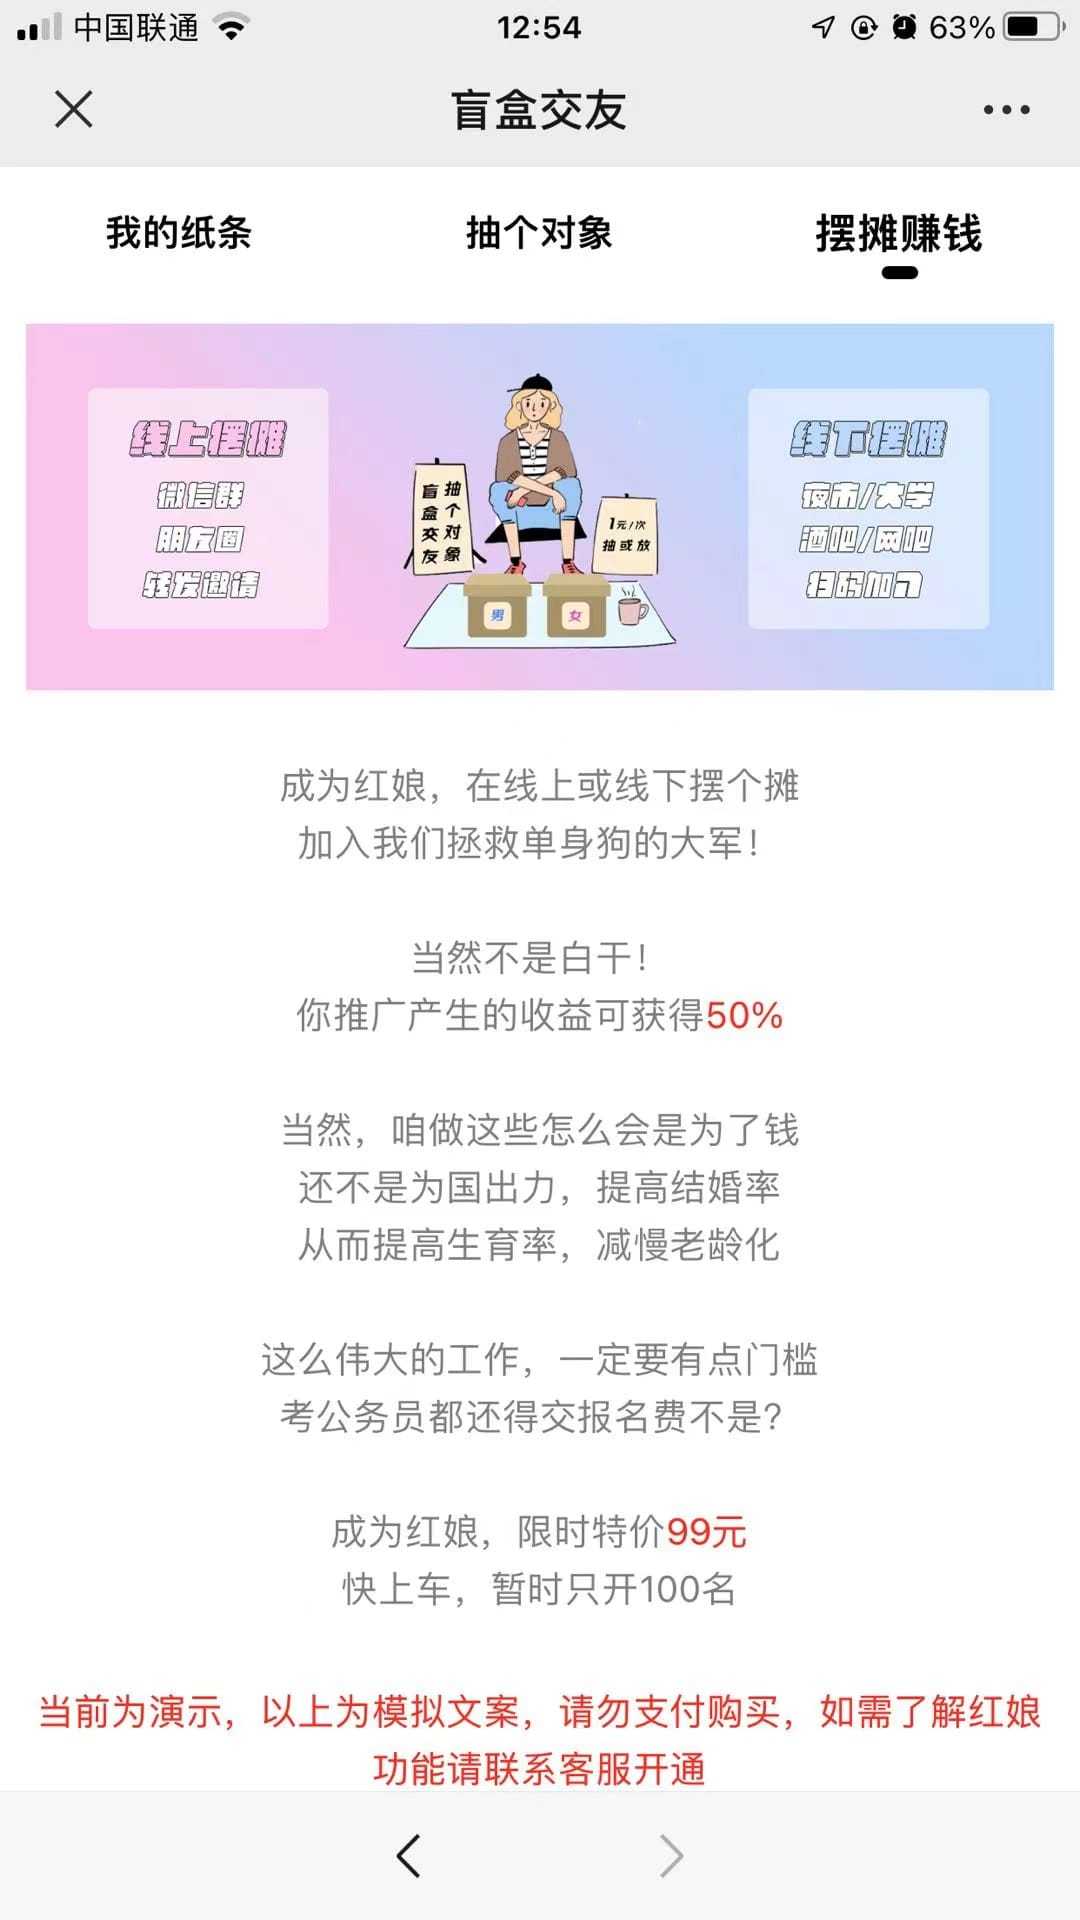 中国联通
12:54
63%
盲盒交友
我的纸条
抽个对象
摆摊赚钱
线上摆摊
微信群
朋友圈
转发邀请
抽个对象
盲盒交友
1元/次
抽或放
男
女
线下摆摊
夜市/大学
酒吧/网吧
扫码加入
成为红娘，在线上或线下摆个摊
加入我们拯救单身狗的大军！
当然不是白干！
你推广产生的收益可获得50%
当然，咱做这些怎么会是为了钱
还不是为国出力，提高结婚率
从而提高生育率，减慢老龄化
这么伟大的工作，一定要有点门槛
考公务员都还得交报名费不是？
成为红娘，限时特价99元
快上车，暂时只开100名
当前为演示，以上为模拟文案，请勿支付购买，如需了解红娘
功能请联系客服开通